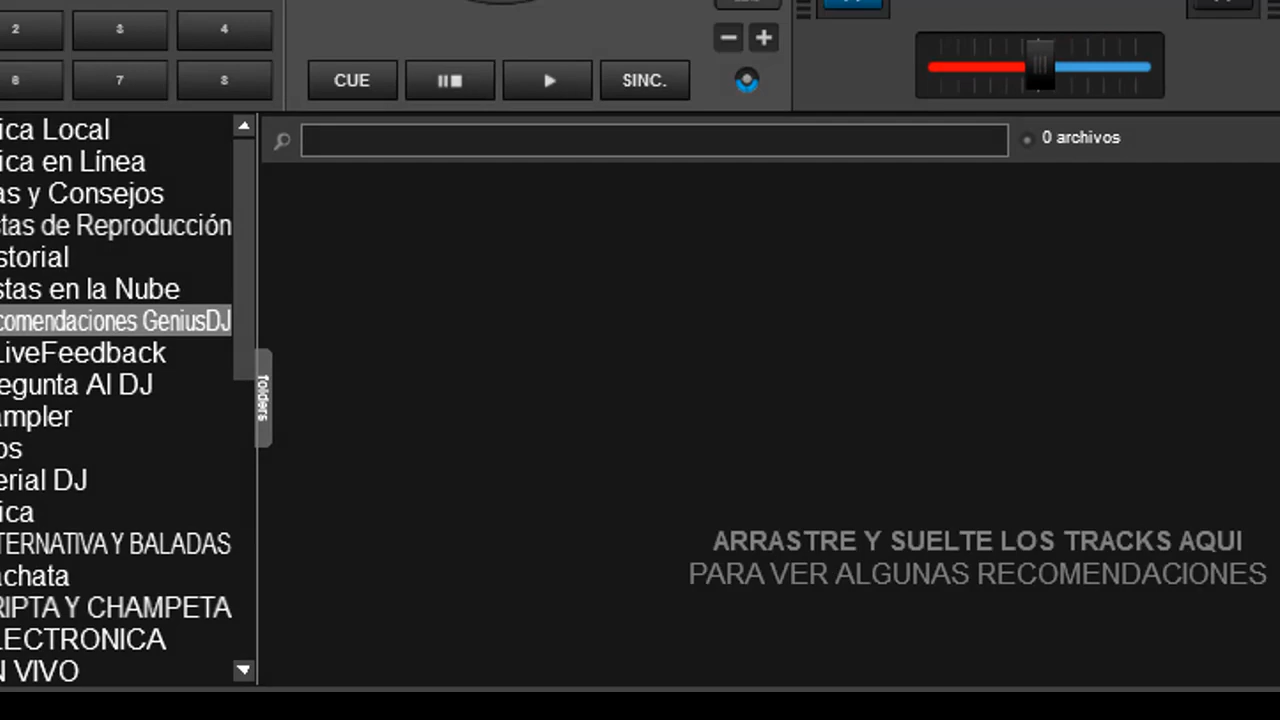 2 3 4
6 7 8
CUE SINC.
ica Local
ica en Línea
as y Consejos
stas de Reproducción
storial
stas en la Nube
comendaciones GeniusDJ
LiveFeedback
egunta Al DJ
ampler
os
erial DJ
ica
TERNATIVA Y BALADAS
achata
RIPTA Y CHAMPETA
LECTRONICA
N VIVO
folders
0 archivos
ARRASTRE Y SUELTE LOS TRACKS AQUI
PARA VER ALGUNAS RECOMENDACIONES